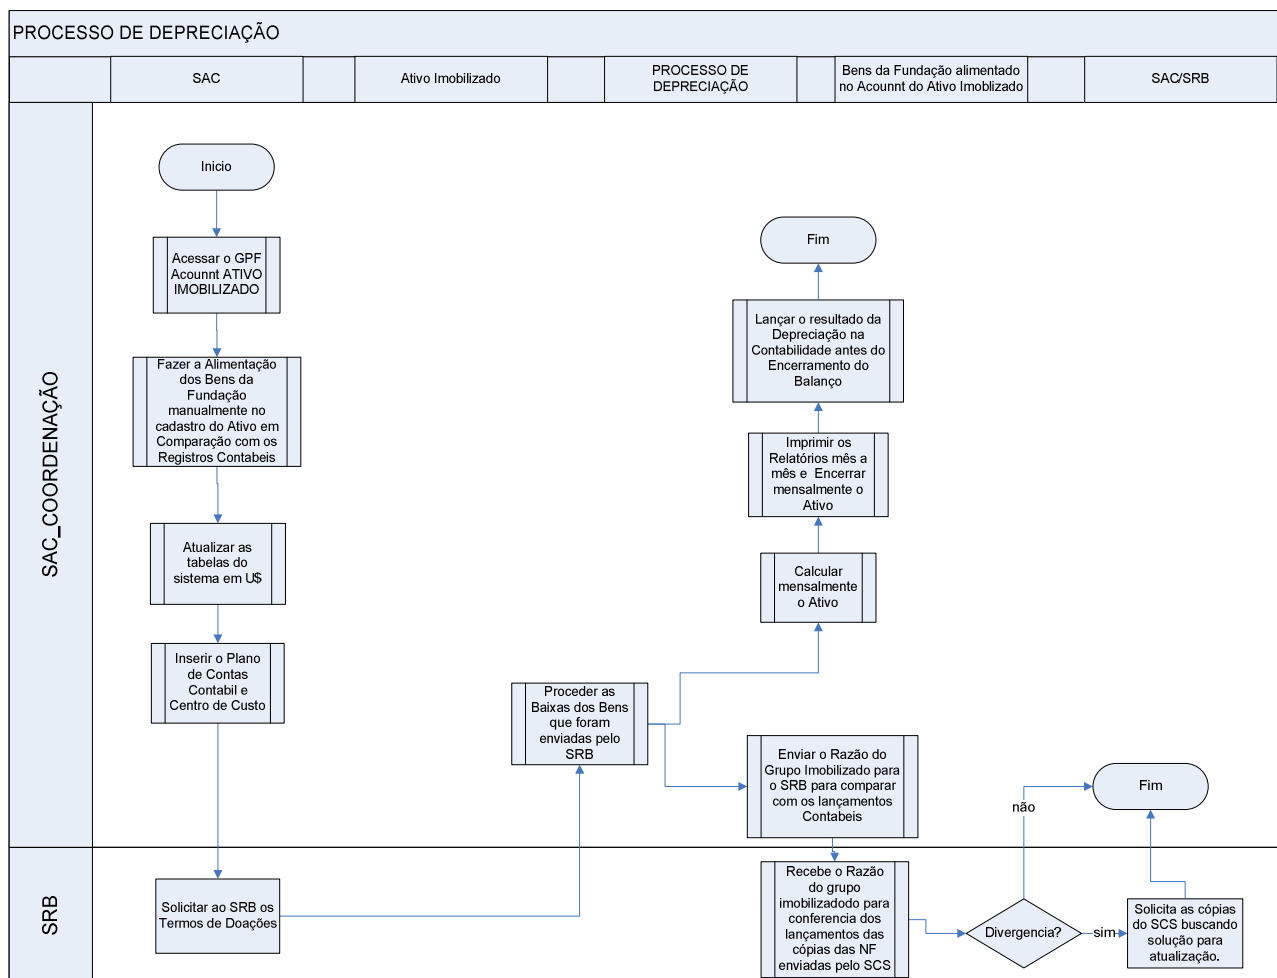 PROCESSO DE DEPRECIAÇÃO
SAC
Ativo Imobilizado
PROCESSO DE
DEPRECIAÇÃO
Bens da Fundação alimentado
no Acounnt do Ativo Imoblizado
SAC/SRB
SAC_COORDENAÇÃO
Inicio
Acessar o GPF
Acounnt ATIVO
IMOBILIZADO
Fazer a Alimentação
dos Bens da
Fundação
manualmente no
cadastro do Ativo em
Comparação com os
Registros Contabeis
Atualizar as
tabelas do
sistema em U$
Inserir o Plano
de Contas
Contabil e
Centro de Custo
Proceder as
Baixas dos Bens
que foram
enviadas pelo
SRB
Fim
Lançar o resultado da
Depreciação na
Contabilidade antes do
Encerramento do
Balanço
Imprimir os
Relatórios mês a
mês e  Encerrar
mensalmente o
Ativo
Calcular
mensalmente
o Ativo
Enviar o Razão do
Grupo Imobilizado para
o SRB para comparar
com os lançamentos
Contabeis
Fim
não
SRB
Solicitar ao SRB os
Termos de Doações
Recebe o Razão
do grupo
imobilizadodo para
conferencia dos
lançamentos das
cópias das NF
enviadas pelo SCS
Divergencia?
sim
Solicita as cópias
do SCS buscando
solução para
atualização.